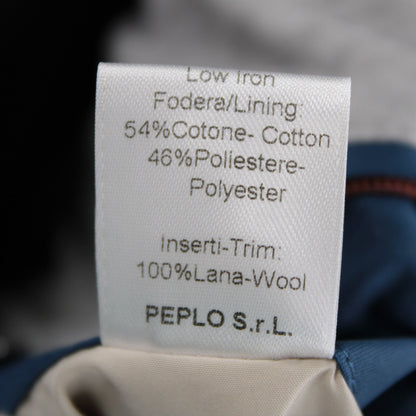 Low Iron
Fodera/Lining:
54%Cotone- Cotton
46%Poliestere-
Polyester
Inserti-Trim:
100%Lana-Wool
PEPLO S.r.L.